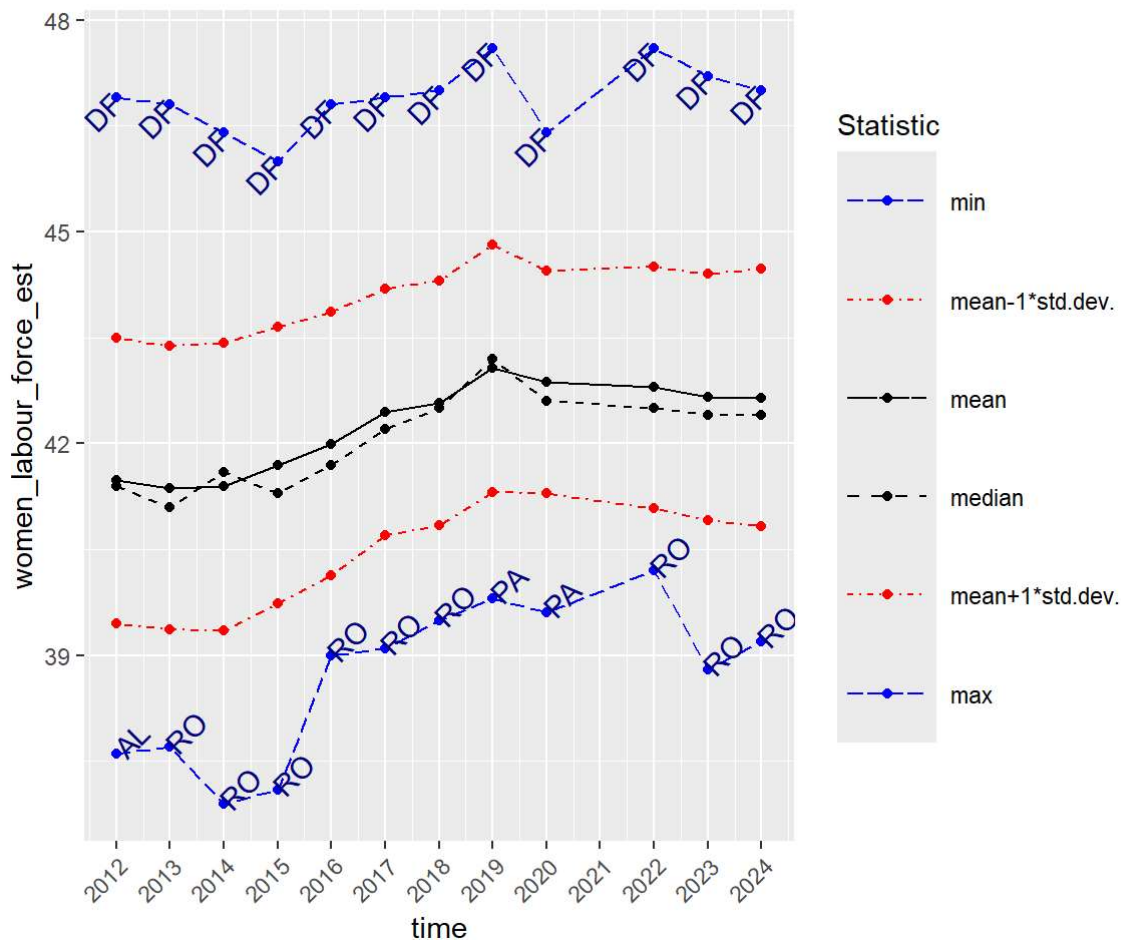 48
45
42
39
women_labour_force_est
DF DF DF DF DF DF DF DF DF DF DF DF
AL RO RO RO RO RO RO PA PA RO RO RO
2012 2013 2014 2015 2016 2017 2018 2019 2020 2021 2022 2023 2024
time
Statistic
min
mean-1*std.dev.
mean
median
mean+1*std.dev.
max